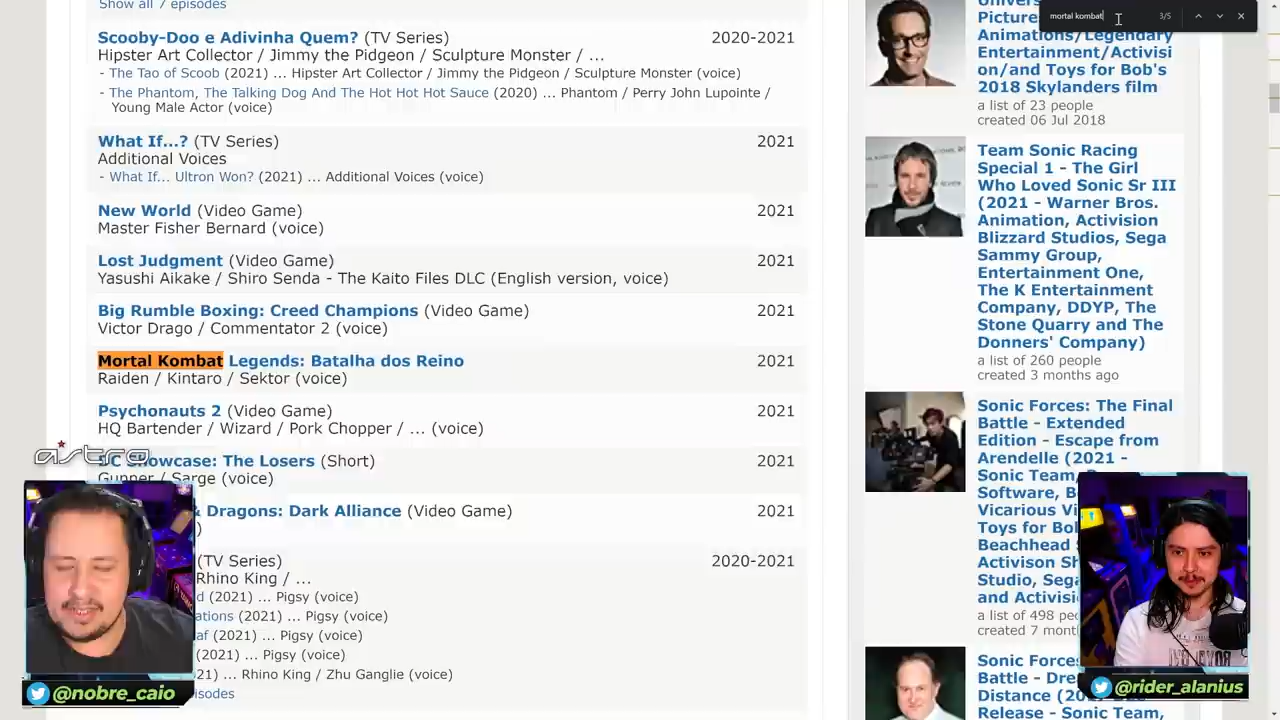 Show all 7 episodes
Scooby-Doo e Adivinha Quem? (TV Series) 2020-2021
Hipster Art Collector / Jimmy the Pidgeon / Sculpture Monster / …
- The Tao of Scoob (2021) ... Hipster Art Collector / Jimmy the Pidgeon / Sculpture Monster (voice)
- The Phantom, The Talking Dog And The Hot Hot Hot Sauce (2020) ... Phantom / Perry John Lupointe /
Young Male Actor (voice)
What If...? (TV Series) 2021
Additional Voices
- What If... Ultron Won? (2021) ... Additional Voices (voice)
New World (Video Game) 2021
Master Fisher Bernard (voice)
Lost Judgment (Video Game) 2021
Yasushi Aikake / Shiro Senda - The Kaito Files DLC (English version, voice)
Big Rumble Boxing: Creed Champions (Video Game) 2021
Victor Drago / Commentator 2 (voice)
Mortal Kombat Legends: Batalha dos Reino 2021
Raiden / Kintaro / Sektor (voice)
Psychonauts 2 (Video Game) 2021
HQ Bartender / Wizard / Pork Chopper / … (voice)
Showcase: The Losers (Short) 2021
Gunner / Sarge (voice)
& Dragons: Dark Alliance (Video Game) 2021
(TV Series) 2020-2021
Rhino King / …
(2021) ... Pigsy (voice)
(2021) ... Pigsy (voice)
(2021) ... Pigsy (voice)
(2021) ... Pigsy (voice)
(2021) ... Rhino King / Zhu Ganglie (voice)
mortal kombat 3/5
Picture
Animations/Legendary
Entertainment/Activisi
on/and Toys for Bob's
2018 Skylanders film
a list of 23 people
created 06 Jul 2018
Team Sonic Racing
Special 1 - The Girl
Who Loved Sonic Sr III
(2021 - Warner Bros.
Animation, Activision
Blizzard Studios, Sega
Sammy Group,
Entertainment One,
The K Entertainment
Company, DDYP, The
Stone Quarry and The
Donners' Company)
a list of 260 people
created 3 months ago
Sonic Forces: The Final
Battle - Extended
Edition - Escape from
Arendelle (2021 -
Sonic Team,
Software,
Vicarious
Toys for
Beachhead
Activison
Studio,
and
a list of 498
created 7
Sonic Forces
Battle -
Distance
Release - Sonic Team,
astro
@nobre_caio
@rider_alanius